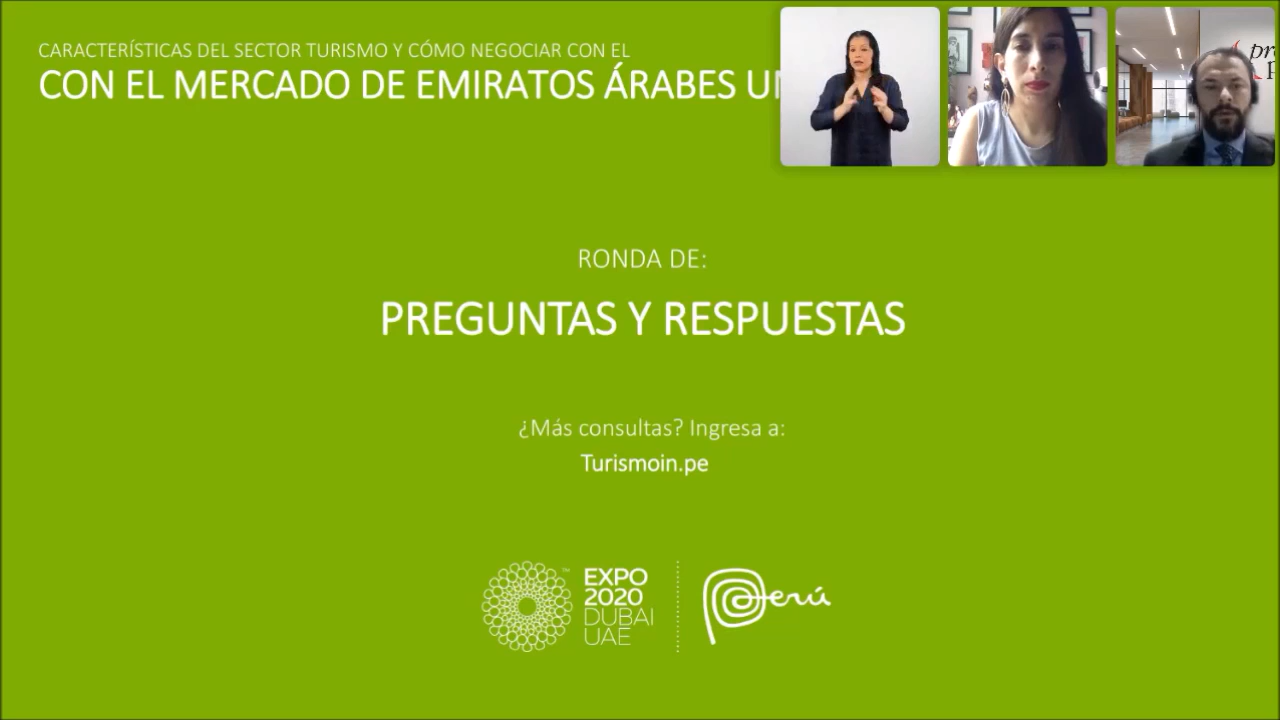 CARACTERÍSTICAS DEL SECTOR TURISMO Y CÓMO NEGOCIAR CON EL
CON EL MERCADO DE EMIRATOS ÁRABES
RONDA DE:
PREGUNTAS Y RESPUESTAS
¿Más consultas? Ingresa a:
Turismoin.pe
EXPO
2020
DUBAI
UAE
Perú